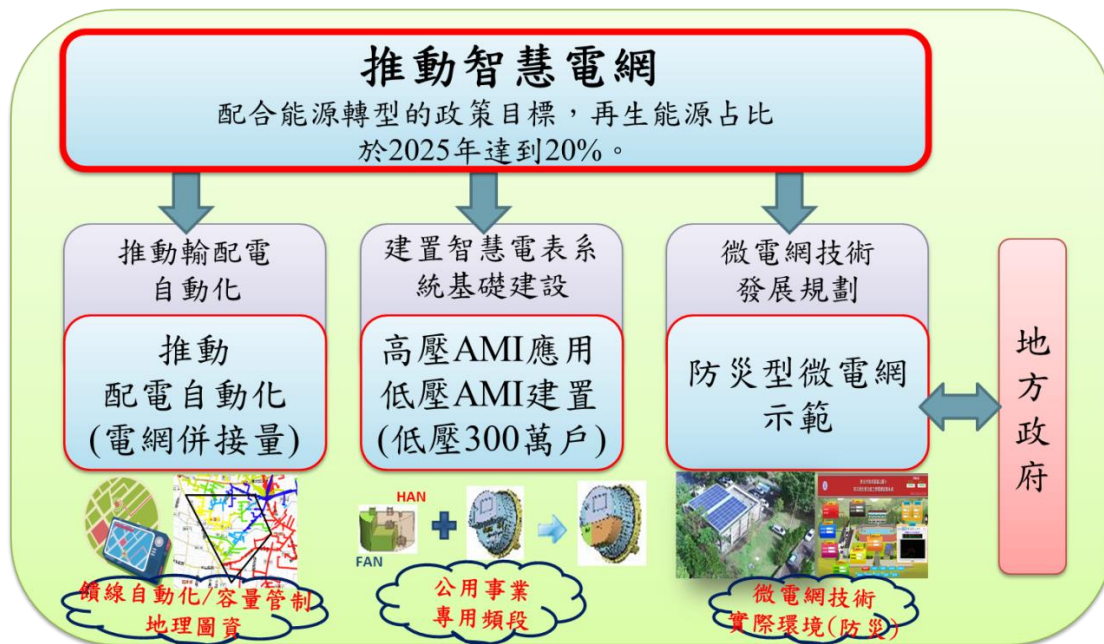 推動智慧電網
配合能源轉型的政策目標，再生能源占比
於2025年達到20%。
推動輸配電
自動化
推動
配電自動化
(電網併接量)
饋線自動化/容量管制
地理圖資
建置智慧電表系
統基礎建設
高壓AMI應用
低壓AMI建置
(低壓300萬戶)
HAN
FAN
公用事業
專用頻段
微電網技術
發展規劃
防災型微電網
示範
微電網技術
實際環境(防災)
地方政府